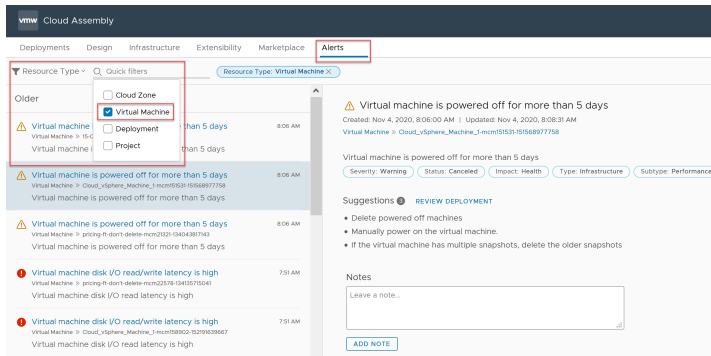 vmw Cloud Assembly
Deployments Design Infrastructure Extensibility Marketplace Alerts
Resource Type Quick filters Resource Type: Virtual Machine ×
Cloud Zone
Virtual Machine
Deployment
Project
Older
Virtual machine than 5 days 8:06 AM
Virtual Machine »
Virtual machine than 5 days
Virtual machine is powered off for more than 5 days 8:06 AM
Virtual Machine » Cloud_vSphere_Machine_1-mcm151531-151568977758
Virtual machine is powered off for more than 5 days
Virtual machine is powered off for more than 5 days 8:06 AM
Virtual Machine » pricing-ft-don't-delete-mcm21321-134043817143
Virtual machine is powered off for more than 5 days
Virtual machine disk I/O read/write latency is high 7:51 AM
Virtual Machine » pricing-ft-don't-delete-mcm22578-134135715041
Virtual machine disk I/O read latency is high
Virtual machine disk I/O read/write latency is high 7:51 AM
Virtual Machine » Cloud_vSphere_Machine_1-mcm158902-152191639667
Virtual machine disk I/O read latency is high
Virtual machine is powered off for more than 5 days
Created: Nov 4, 2020, 8:06:00 AM | Updated: Nov 4, 2020, 8:08:31 AM
Virtual Machine » Cloud_vSphere_Machine_1-mcm151531-151568977758
Virtual machine is powered off for more than 5 days
Severity: Warning Status: Canceled Impact: Health Type: Infrastructure Subtype: Performance
Suggestions 3 REVIEW DEPLOYMENT
• Delete powered off machines
• Manually power on the virtual machine.
• If the virtual machine has multiple snapshots, delete the older snapshots
Notes
Leave a note...
ADD NOTE